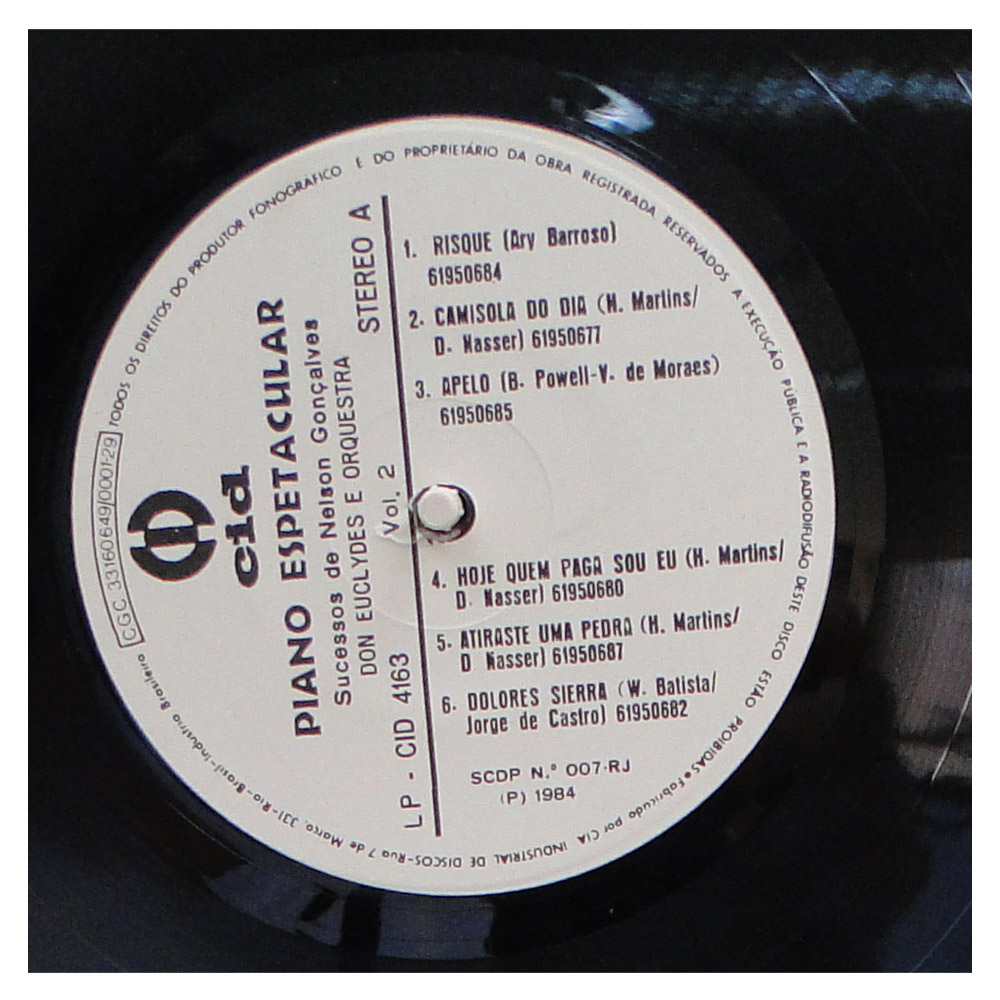 cid
PIANO ESPETACULAR
Sucessos de Nelson Gonçalves
DON EUCLYDES E ORQUESTRA
Vol. 2
LP - CID 4163
STEREO A
1. RISQUE (Ary Barroso)
61950684
2. CAMISOLA DO DIA (H. Martins/
D. Nasser) 61950677
3. APELO (B. Powell-V. de Moraes)
61950685
4. HOJE QUEM PAGA SOU EU (H. Martins/
D. Nasser) 61950680
5. ATIRASTE UMA PEDRA (H. Martins/
D Nasser) 61950687
6. DOLORES SIERRA (W. Batista/
Jorge de Castro) 61950682
SCDP N.º 007-RJ
(P) 1984
CGC 33160649/0001-29
TODOS OS DIREITOS DO PRODUTOR FONOGRÁFICO E DO PROPRIETÁRIO DA OBRA REGISTRADA RESERVADOS A EXECUÇÃO PÚBLICA E A RADIODIFUSÃO DESTE DISCO ESTÃO PROIBIDAS • Fabricado por CIA INDUSTRIAL DE DISCOS-Rua 7 de Março, 331-Rio-Brasil-Indústria Brasileira